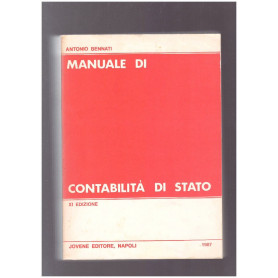 ANTONIO BENNATI
MANUALE DI
CONTABILITÀ DI STATO
XI EDIZIONE
JOVENE EDITORE, NAPOLI 1987